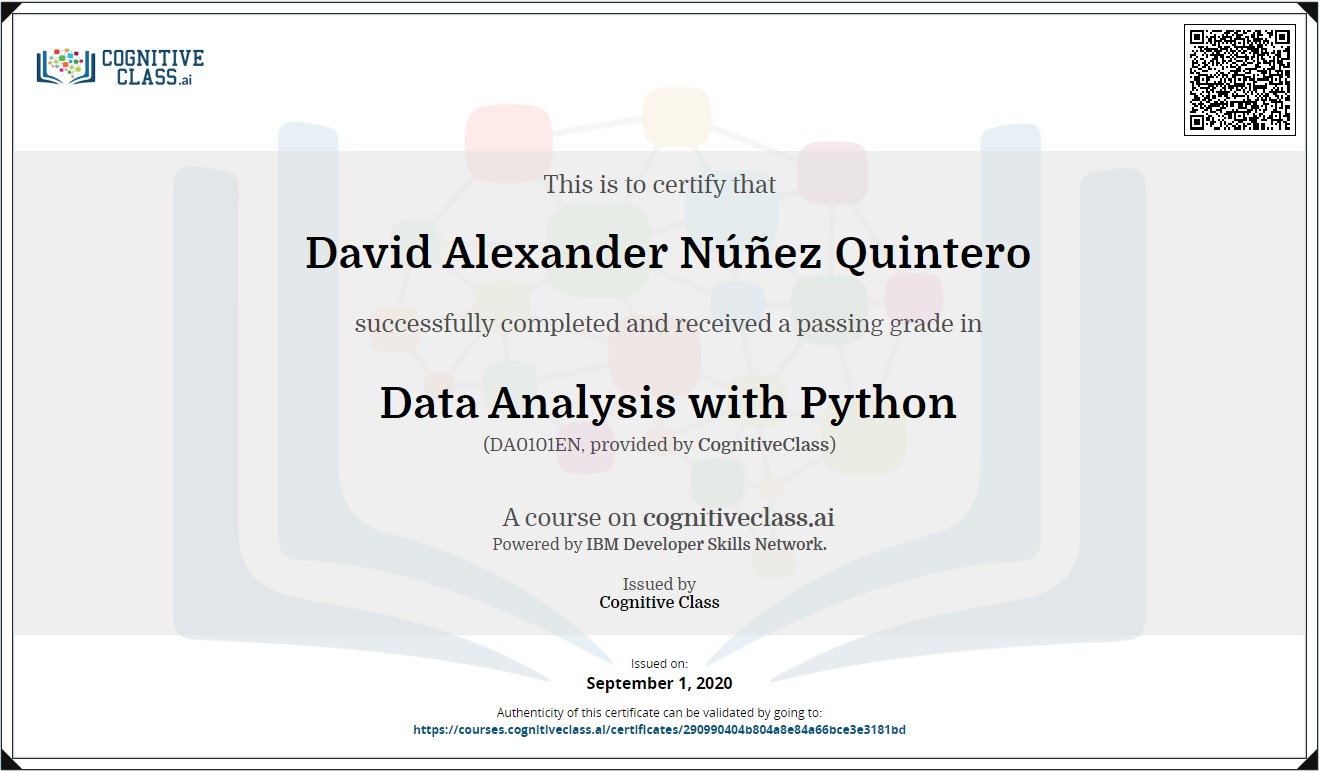 COGNITIVE
CLASS.ai
This is to certify that
David Alexander Núñez Quintero
successfully completed and received a passing grade in
Data Analysis with Python
(DA0101EN, provided by CognitiveClass)
A course on cognitiveclass.ai
Powered by IBM Developer Skills Network.
Issued by
Cognitive Class
Issued on:
September 1, 2020
Authenticity of this certificate can be validated by going to:
https://courses.cognitiveclass.ai/certificates/290990404b804a8e84a66bce3e3181bd